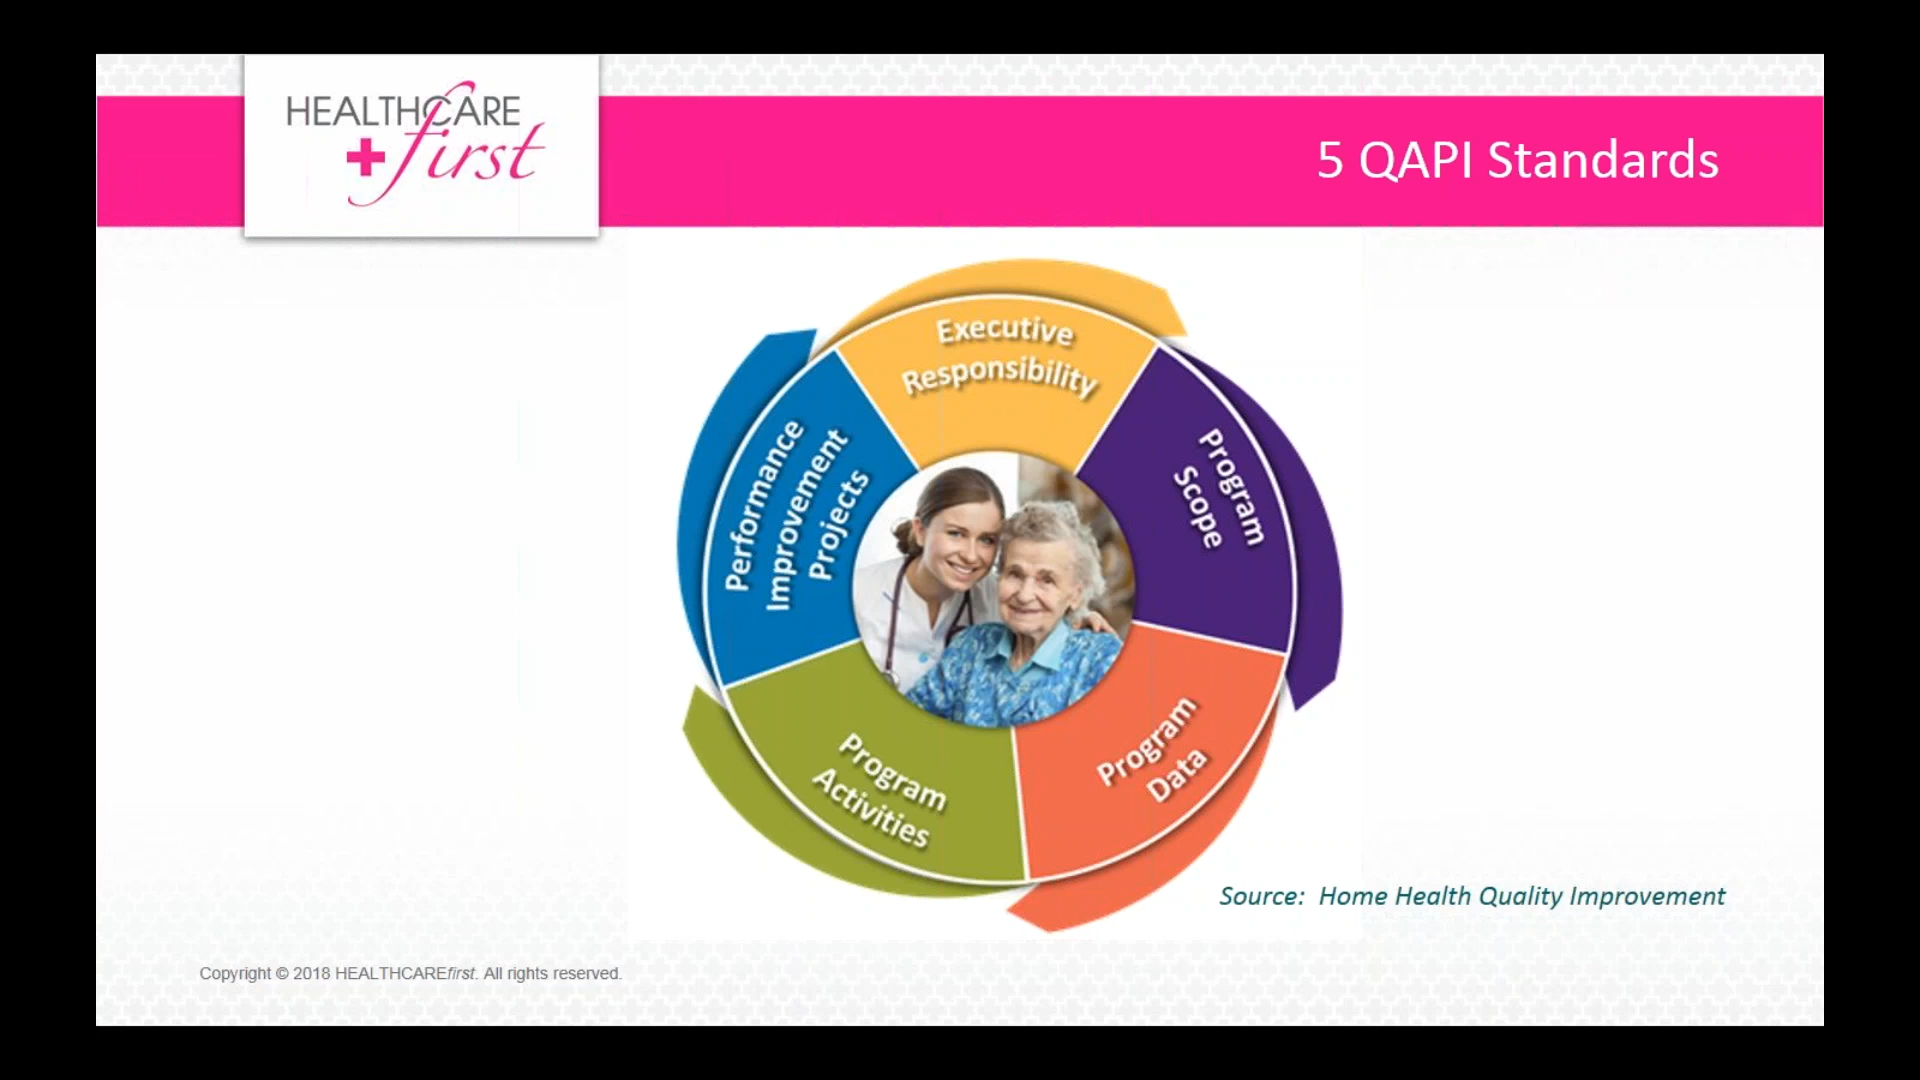 HEALTHCARE
+first
5 QAPI Standards
Executive
Responsibility
Program
Scope
Program
Data
Program
Activities
Performance
Improvement
Projects
Source:  Home Health Quality Improvement
Copyright © 2018 HEALTHCAREfirst. All rights reserved.